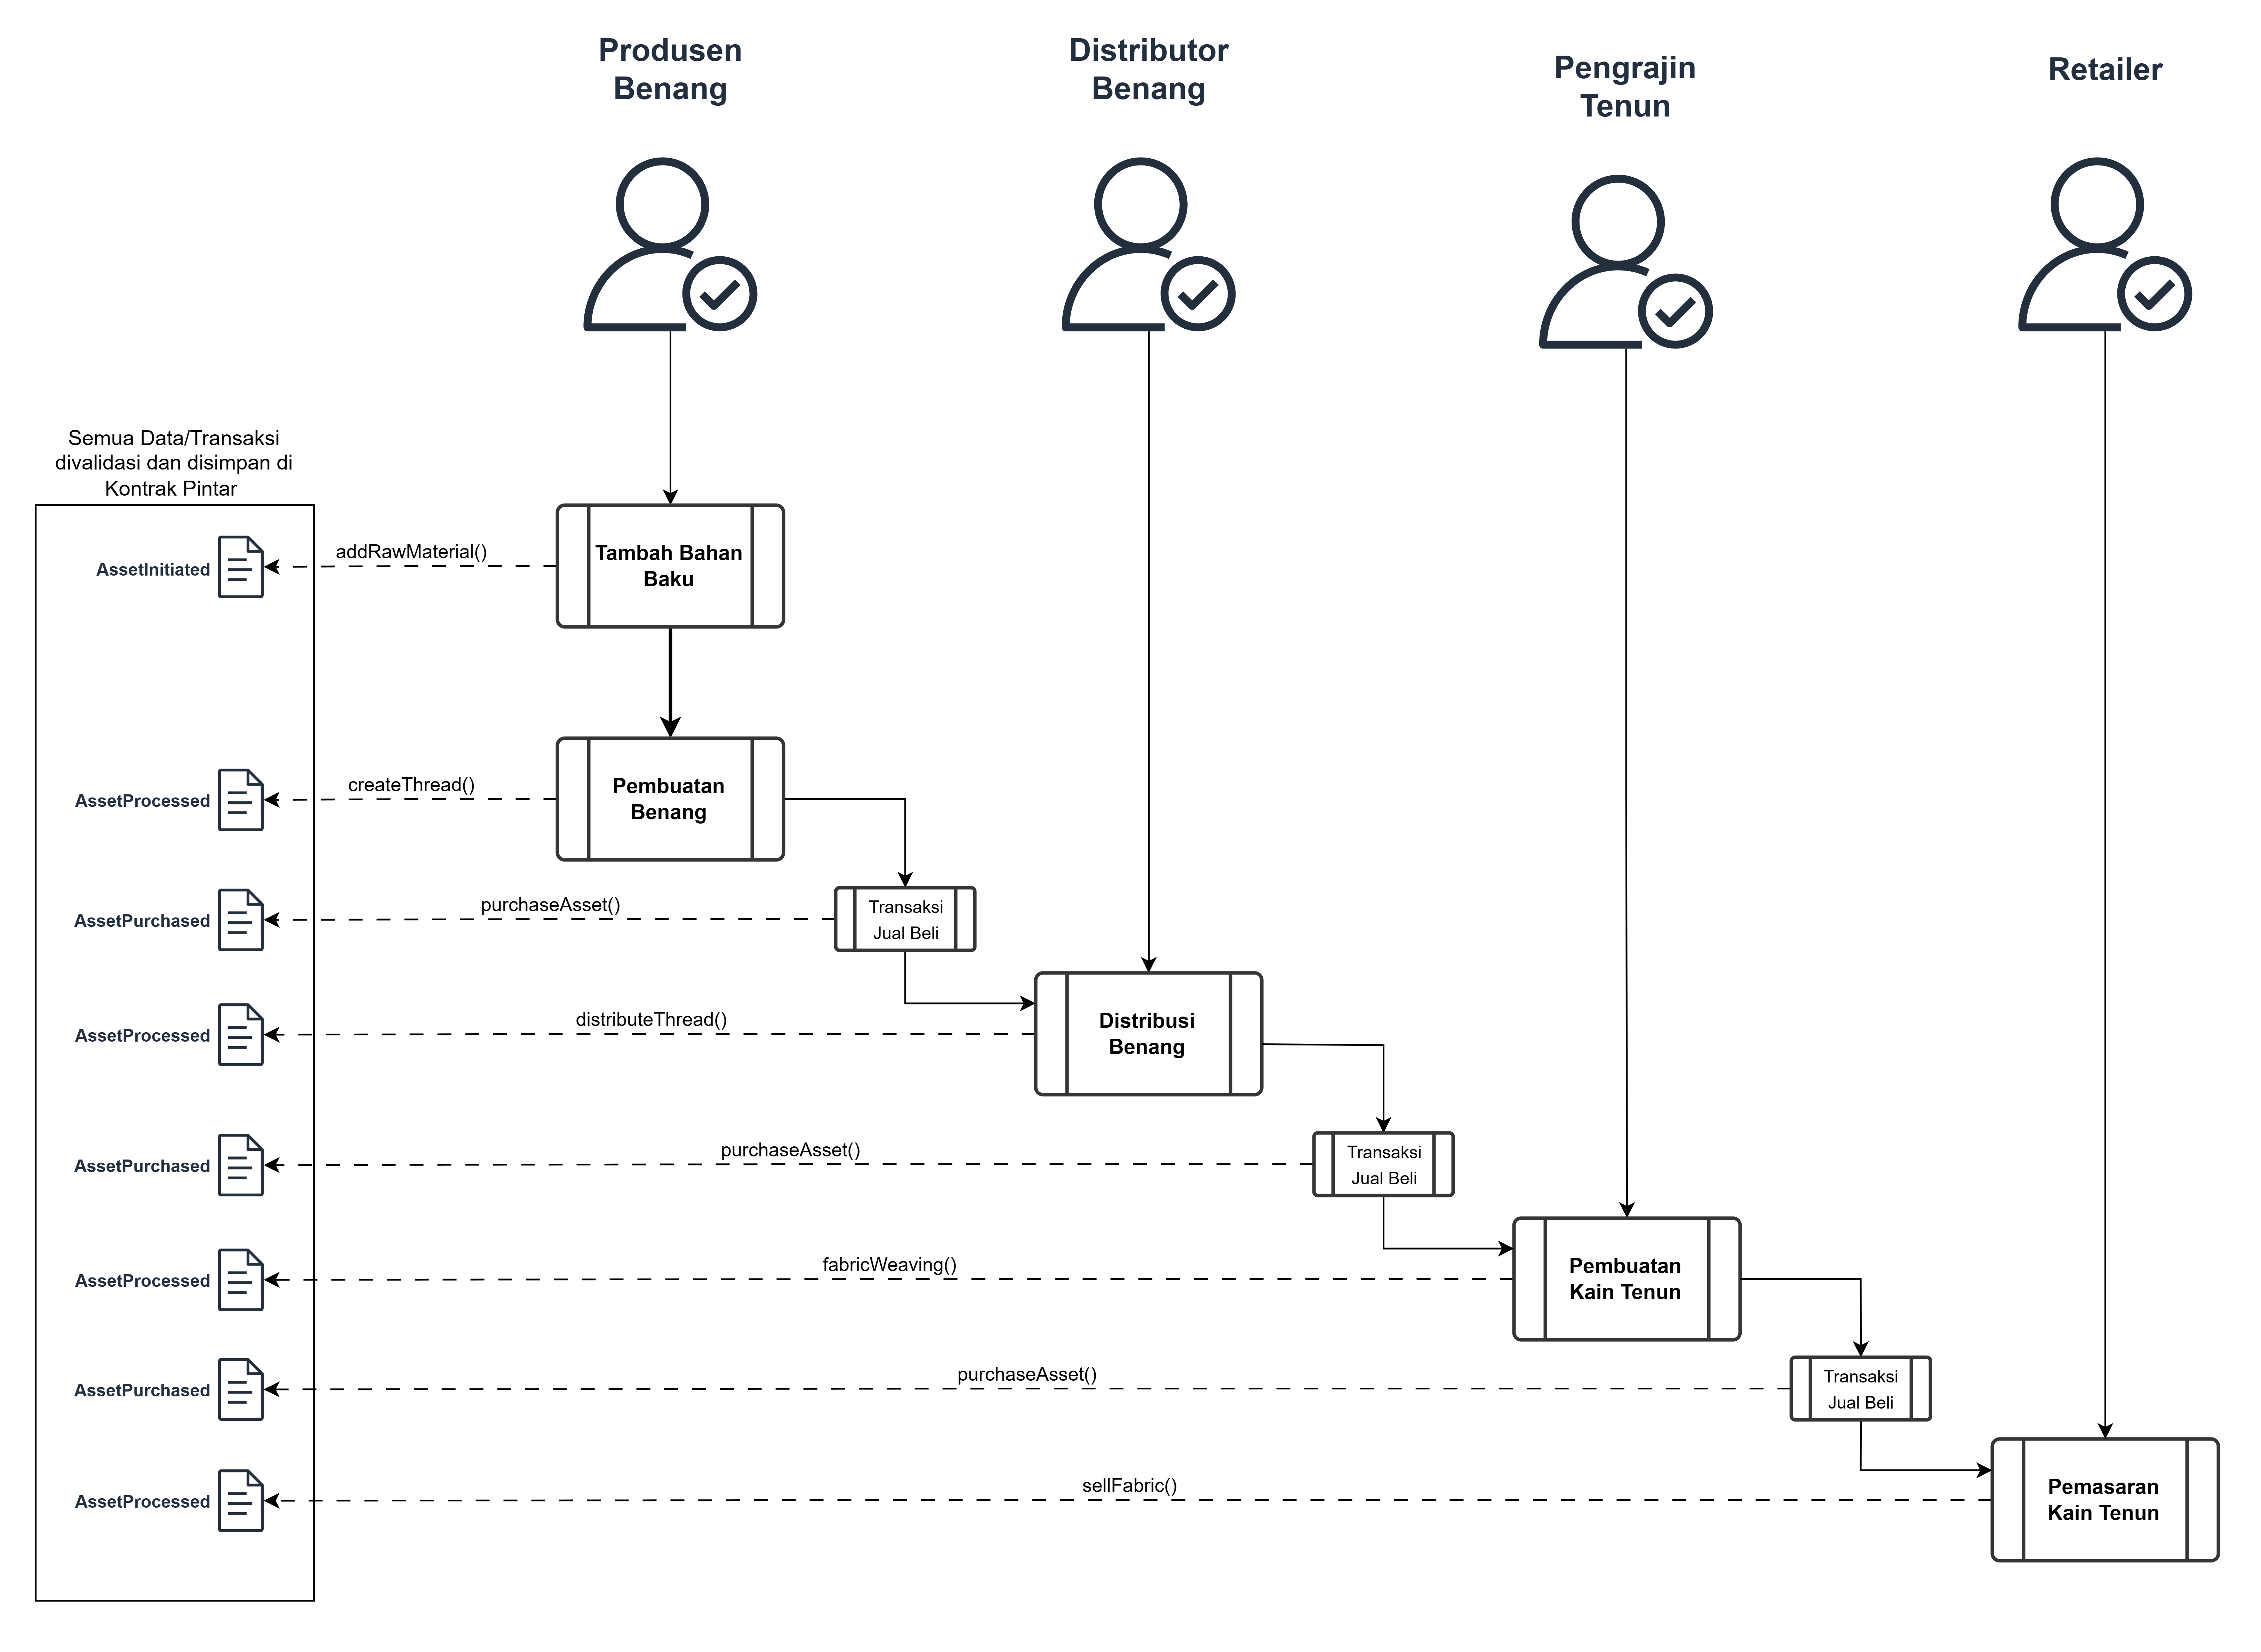 Produsen
Benang
Distributor
Benang
Pengrajin
Tenun
Retailer
Semua Data/Transaksi
divalidasi dan disimpan di
Kontrak Pintar
AssetInitiated
addRawMaterial()
Tambah Bahan
Baku
AssetProcessed
createThread()
Pembuatan
Benang
AssetPurchased
purchaseAsset()
Transaksi
Jual Beli
AssetProcessed
distributeThread()
Distribusi
Benang
AssetPurchased
purchaseAsset()
Transaksi
Jual Beli
AssetProcessed
fabricWeaving()
Pembuatan
Kain Tenun
AssetPurchased
purchaseAsset()
Transaksi
Jual Beli
AssetProcessed
sellFabric()
Pemasaran
Kain Tenun